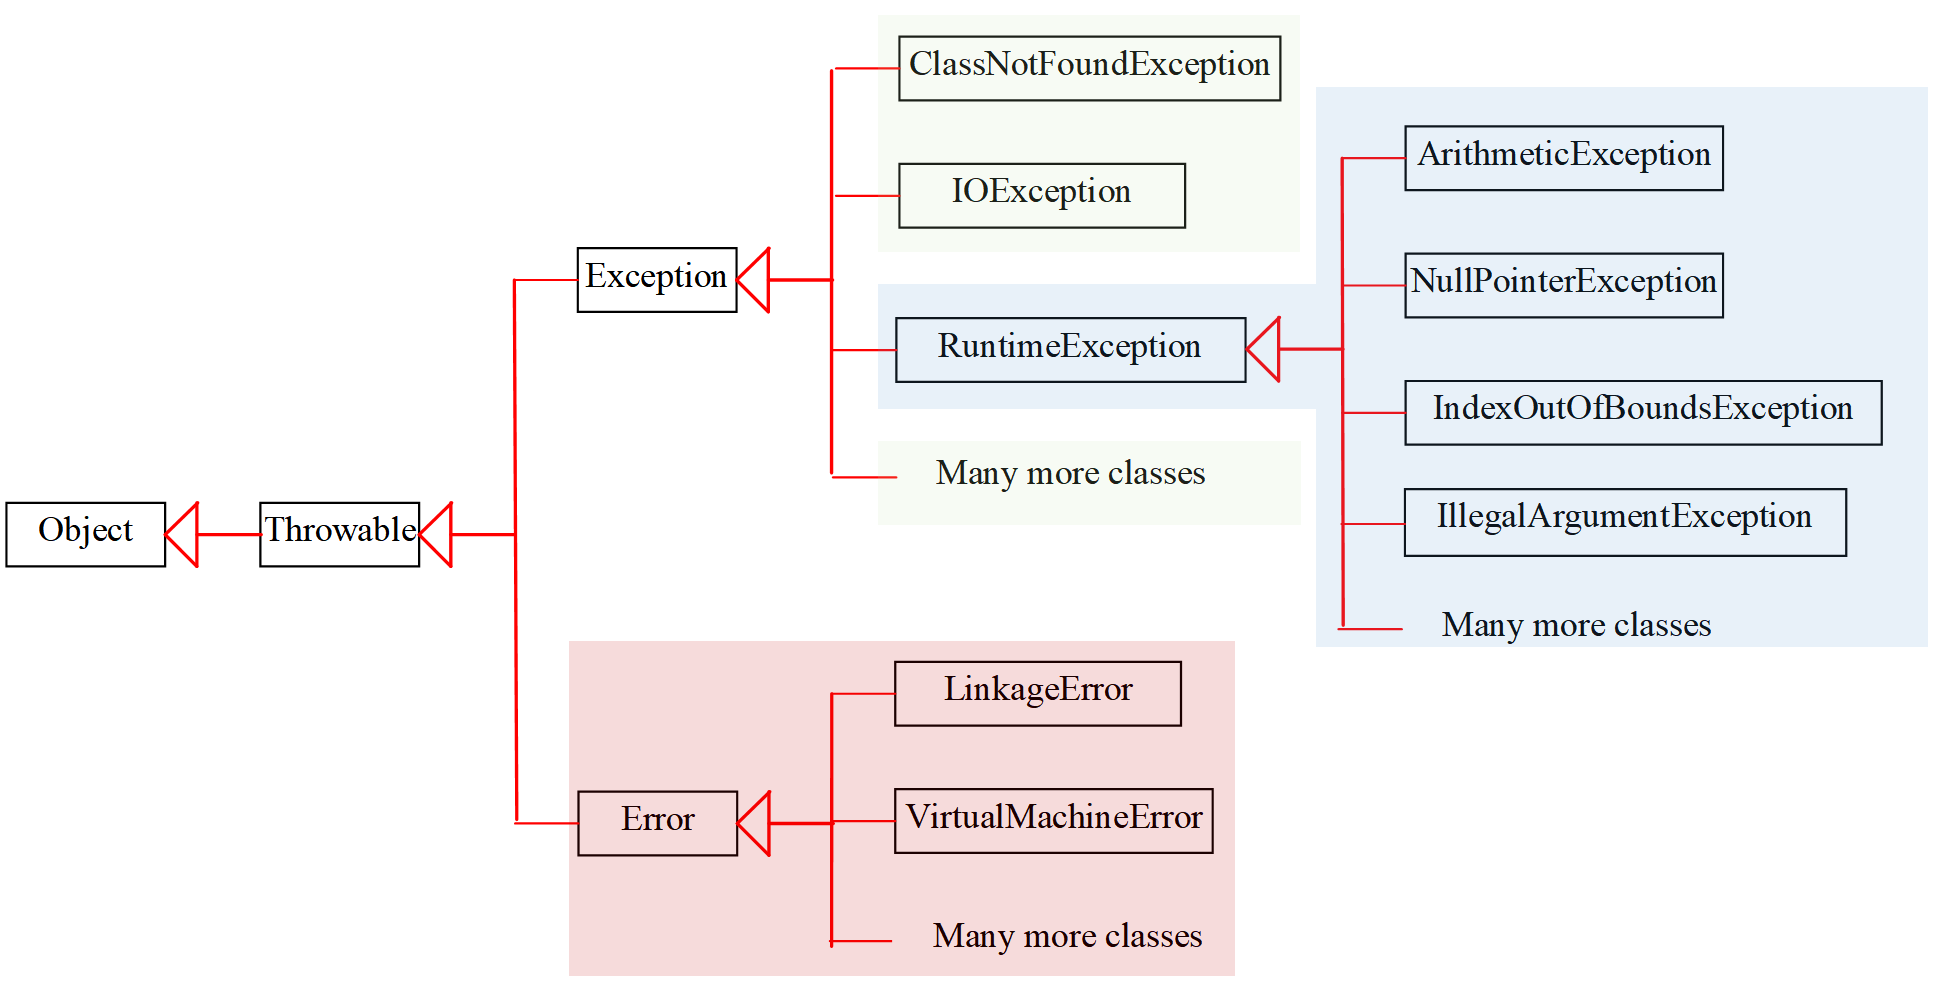 ClassNotFoundException
IOException
Exception
RuntimeException
Many more classes
ArithmeticException
NullPointerException
IndexOutOfBoundsException
IllegalArgumentException
Many more classes
Object
Throwable
Error
LinkageError
VirtualMachineError
Many more classes